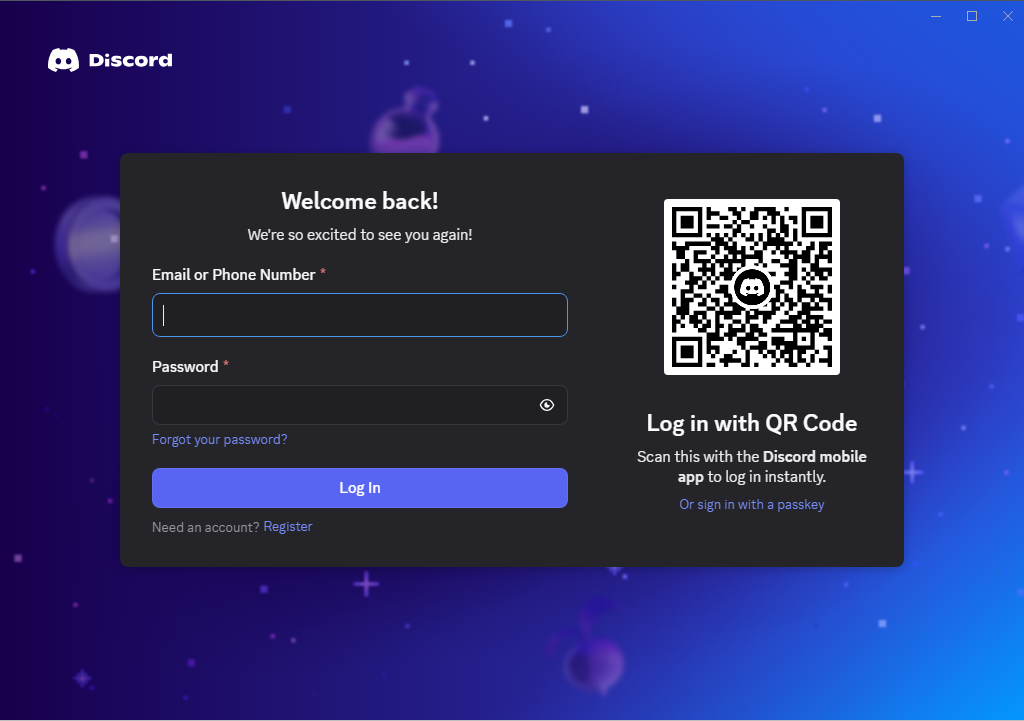 Discord
Welcome back!
We're so excited to see you again!
Email or Phone Number *
Password *
Forgot your password?
Log In
Need an account? Register
Log in with QR Code
Scan this with the Discord mobile
app to log in instantly.
Or sign in with a passkey